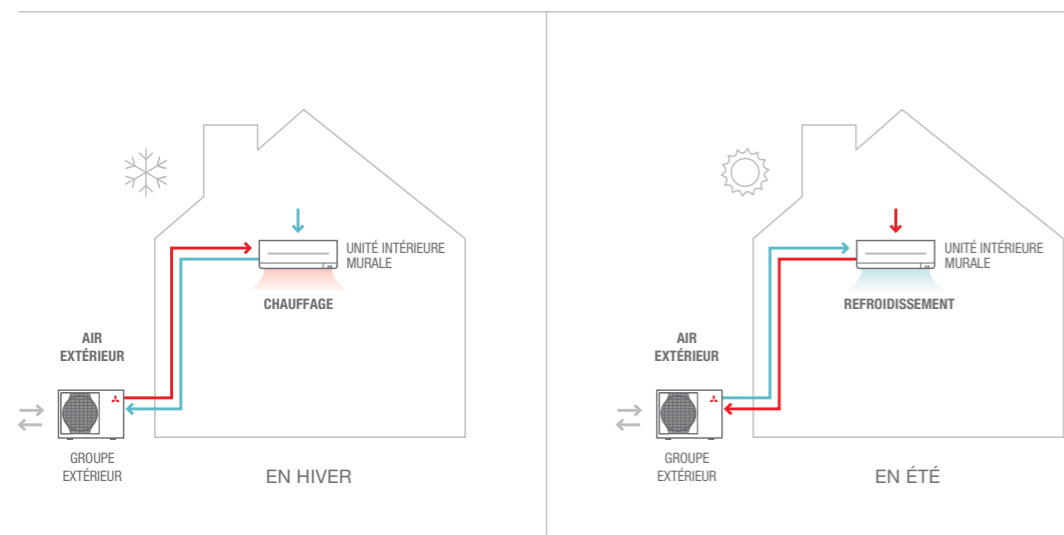 UNITÉ INTÉRIEURE
MURALE
CHAUFFAGE
AIR
EXTÉRIEUR
GROUPE
EXTÉRIEUR
EN HIVER
UNITÉ INTÉRIEURE
MURALE
REFROIDISSEMENT
AIR
EXTÉRIEUR
GROUPE
EXTÉRIEUR
EN ÉTÉ